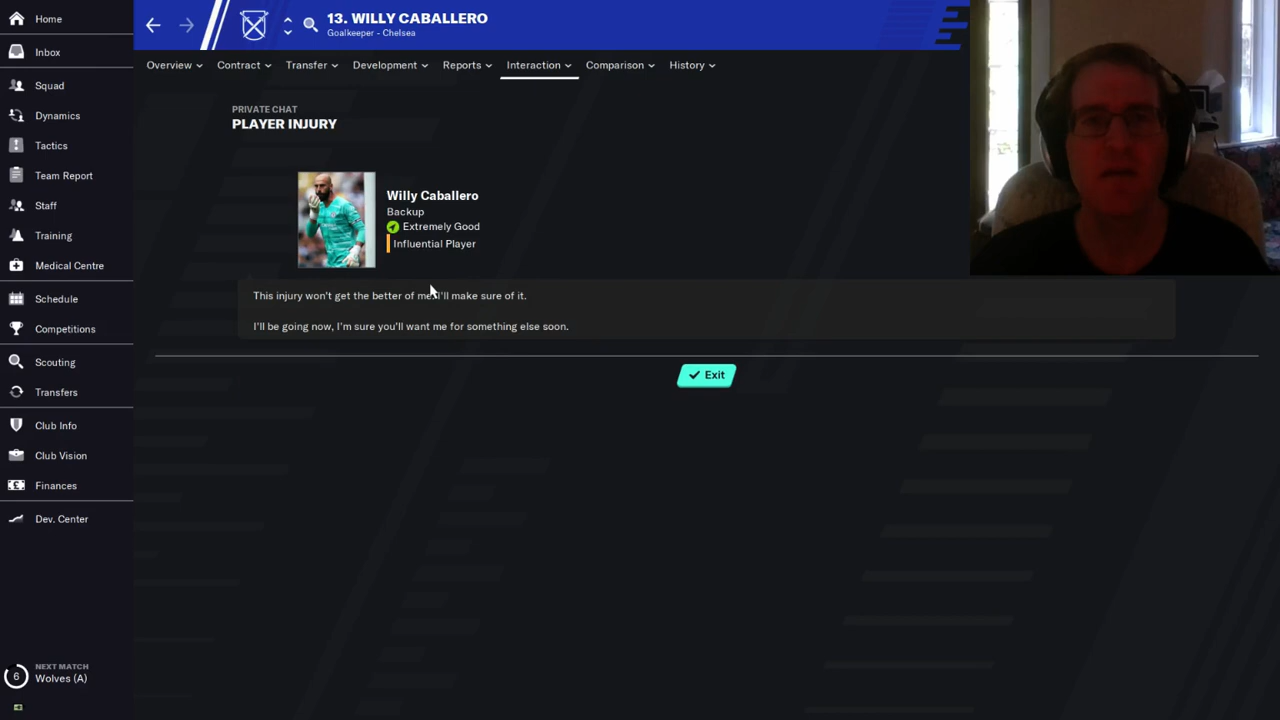 Home
Inbox
Squad
Dynamics
Tactics
Team Report
Staff
Training
Medical Centre
Schedule
Competitions
Scouting
Transfers
Club Info
Club Vision
Finances
Dev. Center
6
NEXT MATCH
Wolves (A)
13. WILLY CABALLERO
Goalkeeper - Chelsea
Overview Contract Transfer Development Reports Interaction Comparison History
PRIVATE CHAT
PLAYER INJURY
Willy Caballero
Backup
Extremely Good
Influential Player
This injury won't get the better of me. I'll make sure of it.
I'll be going now, I'm sure you'll want me for something else soon.
Exit